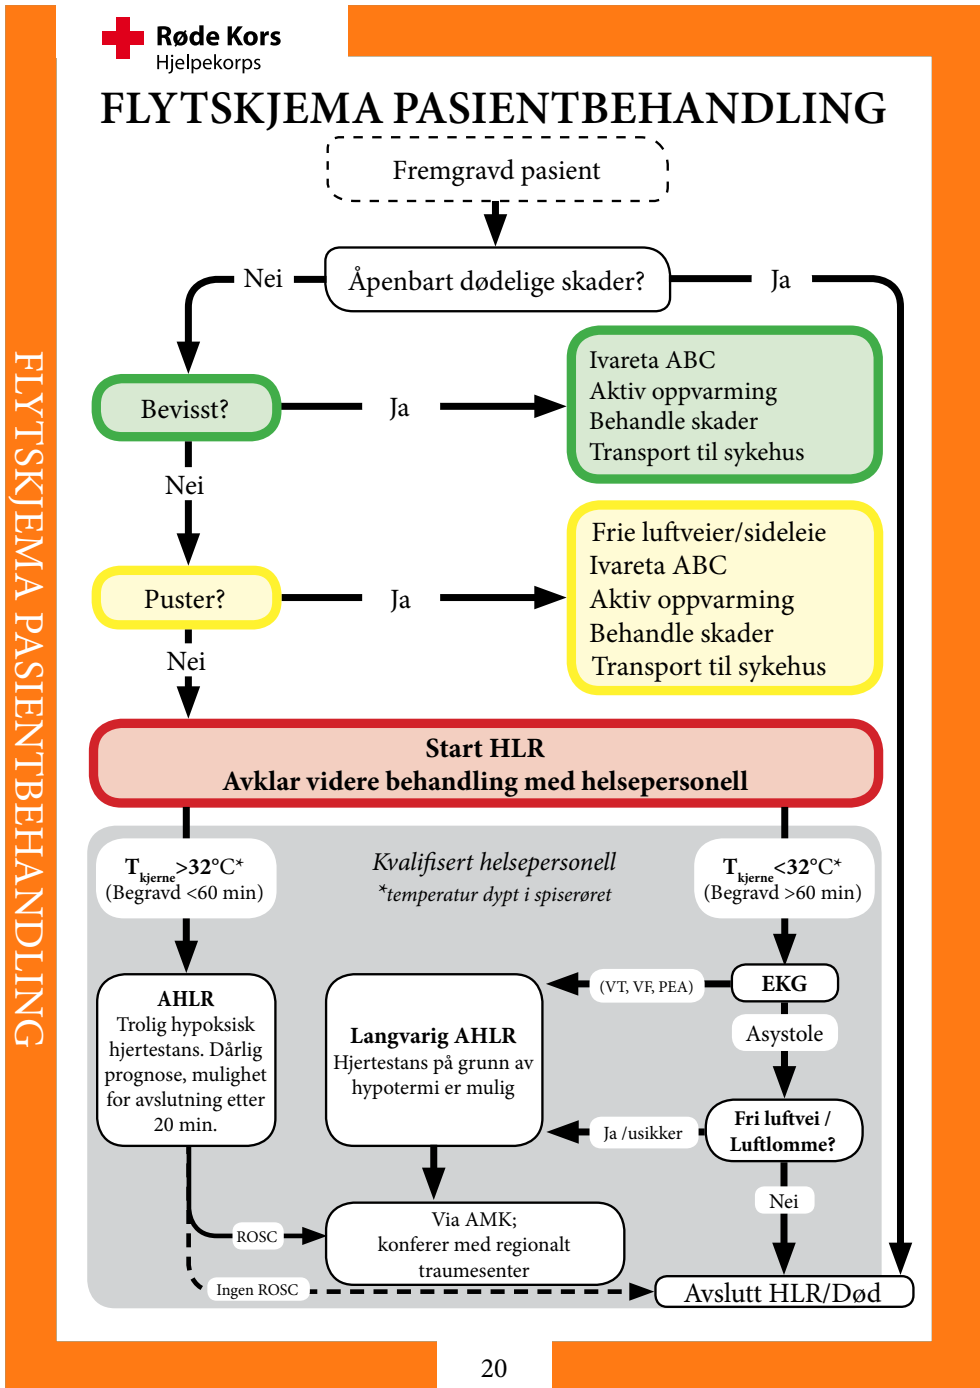 Røde Kors
Hjelpekorps
FLYTSKJEMA PASIENTBEHANDLING
Fremgravd pasient
Åpenbart dødelige skader?
Nei
Ja
Bevisst?
Ja
Ivareta ABC
Aktiv oppvarming
Behandle skader
Transport til sykehus
Nei
Puster?
Ja
Frie luftveier/sideleie
Ivareta ABC
Aktiv oppvarming
Behandle skader
Transport til sykehus
Nei
Start HLR
Avklar videre behandling med helsepersonell
Tkjerne>32°C*
(Begravd <60 min)
Kvalifisert helsepersonell
*temperatur dypt i spiserøret
Tkjerne<32°C*
(Begravd >60 min)
AHLR
Trolig hypoksisk
hjertestans. Dårlig
prognose, mulighet
for avslutning etter
20 min.
Langvarig AHLR
Hjertestans på grunn av
hypotermi er mulig
(VT, VF, PEA)
EKG
Asystole
Fri luftvei /
Luftlomme?
Ja /usikker
Nei
ROSC
Via AMK;
konferer med regionalt
traumesenter
Ingen ROSC
Avslutt HLR/Død
FLYTSKJEMA PASIENTBEHANDLING
20